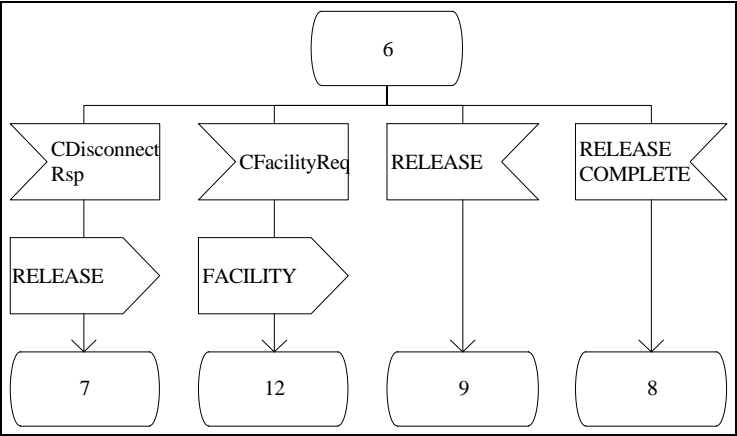 6
CDisconnect
Rsp
CFacilityReq
RELEASE
RELEASE
COMPLETE
RELEASE
FACILITY
7
12
9
8